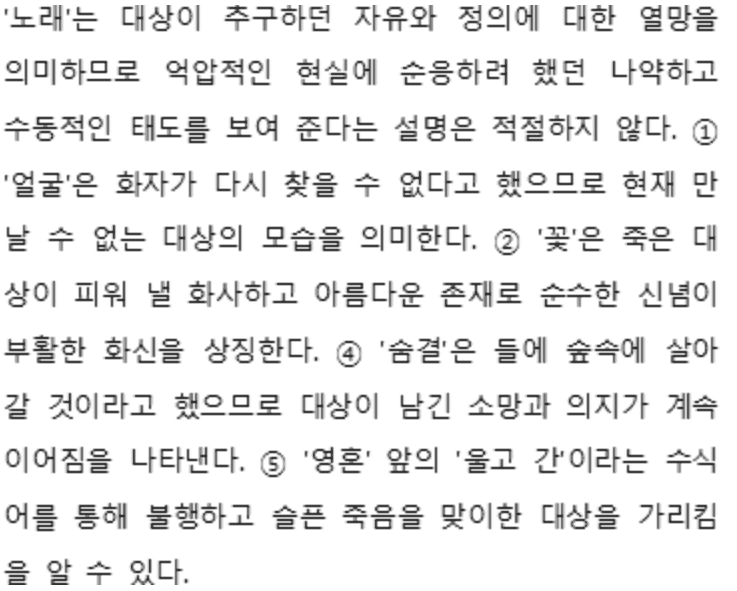 '노래'는 대상이 추구하던 자유와 정의에 대한 열망을
의미하므로 억압적인 현실에 순응하려 했던 나약하고
수동적인 태도를 보여 준다는 설명은 적절하지 않다. ①
'얼굴'은 화자가 다시 찾을 수 없다고 했으므로 현재 만
날 수 없는 대상의 모습을 의미한다. ② '꽃'은 죽은 대
상이 피워 낼 화사하고 아름다운 존재로 순수한 신념이
부활한 화신을 상징한다. ④ '숨결'은 들에 숲속에 살아
갈 것이라고 했으므로 대상이 남긴 소망과 의지가 계속
이어짐을 나타낸다. ⑤ '영혼' 앞의 '울고 간'이라는 수식
어를 통해 불행하고 슬픈 죽음을 맞이한 대상을 가리킴
을 알 수 있다.